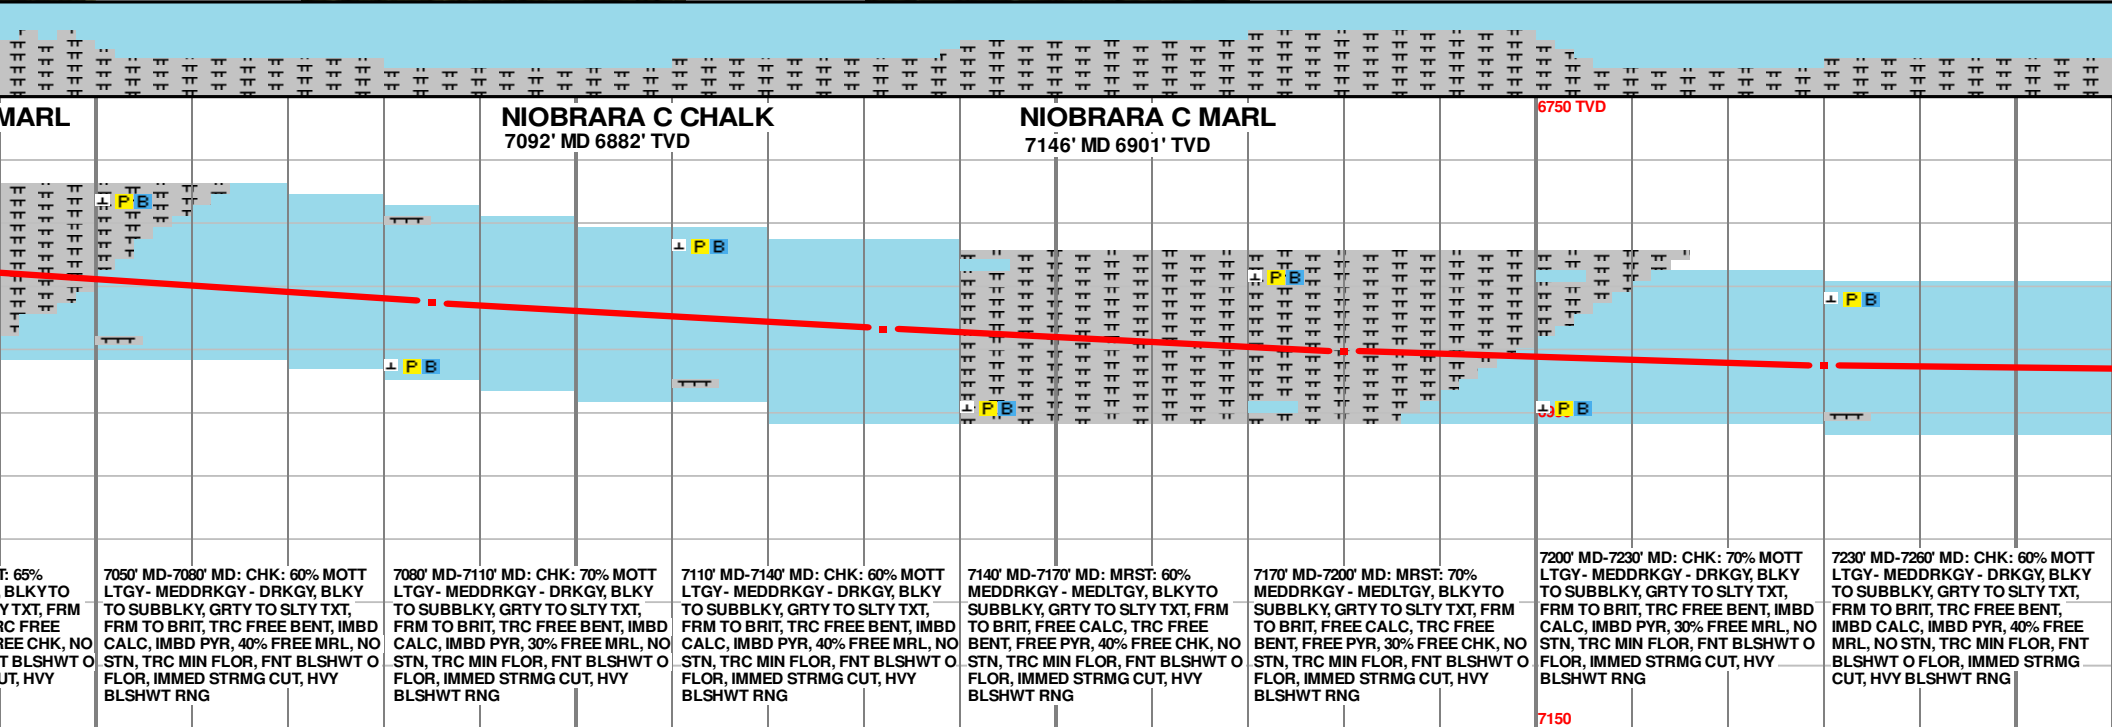 MARL
NIOBRARA C CHALK
7092' MD 6882' TVD
NIOBRARA C MARL
7146' MD 6901' TVD
6750 TVD
P B
P B
P B
P B
P B
P B
P B
T: 65%
, BLKY TO
Y TXT, FRM
RC FREE
REE CHK, NO
T BLSHWT O
UT, HVY
7050' MD-7080' MD: CHK: 60% MOTT
LTGY- MEDDRKGY - DRKGY, BLKY
TO SUBBLKY, GRTY TO SLTY TXT,
FRM TO BRIT, TRC FREE BENT, IMBD
CALC, IMBD PYR, 40% FREE MRL, NO
STN, TRC MIN FLOR, FNT BLSHWT O
FLOR, IMMED STRMG CUT, HVY
BLSHWT RNG
7080' MD-7110' MD: CHK: 70% MOTT
LTGY- MEDDRKGY - DRKGY, BLKY
TO SUBBLKY, GRTY TO SLTY TXT,
FRM TO BRIT, TRC FREE BENT, IMBD
CALC, IMBD PYR, 30% FREE MRL, NO
STN, TRC MIN FLOR, FNT BLSHWT O
FLOR, IMMED STRMG CUT, HVY
BLSHWT RNG
7110' MD-7140' MD: CHK: 60% MOTT
LTGY- MEDDRKGY - DRKGY, BLKY
TO SUBBLKY, GRTY TO SLTY TXT,
FRM TO BRIT, TRC FREE BENT, IMBD
CALC, IMBD PYR, 40% FREE MRL, NO
STN, TRC MIN FLOR, FNT BLSHWT O
FLOR, IMMED STRMG CUT, HVY
BLSHWT RNG
7140' MD-7170' MD: MRST: 60%
MEDDRKGY - MEDLTGY, BLKY TO
SUBBLKY, GRTY TO SLTY TXT, FRM
TO BRIT, FREE CALC, TRC FREE
BENT, FREE PYR, 40% FREE CHK, NO
STN, TRC MIN FLOR, FNT BLSHWT O
FLOR, IMMED STRMG CUT, HVY
BLSHWT RNG
7170' MD-7200' MD: MRST: 70%
MEDDRKGY - MEDLTGY, BLKY TO
SUBBLKY, GRTY TO SLTY TXT, FRM
TO BRIT, FREE CALC, TRC FREE
BENT, FREE PYR, 30% FREE CHK, NO
STN, TRC MIN FLOR, FNT BLSHWT O
FLOR, IMMED STRMG CUT, HVY
BLSHWT RNG
7200' MD-7230' MD: CHK: 70% MOTT
LTGY- MEDDRKGY - DRKGY, BLKY
TO SUBBLKY, GRTY TO SLTY TXT,
FRM TO BRIT, TRC FREE BENT, IMBD
CALC, IMBD PYR, 30% FREE MRL, NO
STN, TRC MIN FLOR, FNT BLSHWT O
FLOR, IMMED STRMG CUT, HVY
BLSHWT RNG
7230' MD-7260' MD: CHK: 60% MOTT
LTGY- MEDDRKGY - DRKGY, BLKY
TO SUBBLKY, GRTY TO SLTY TXT,
FRM TO BRIT, TRC FREE BENT,
IMBD CALC, IMBD PYR, 40% FREE
MRL, NO STN, TRC MIN FLOR, FNT
BLSHWT O FLOR, IMMED STRMG
CUT, HVY BLSHWT RNG
7150